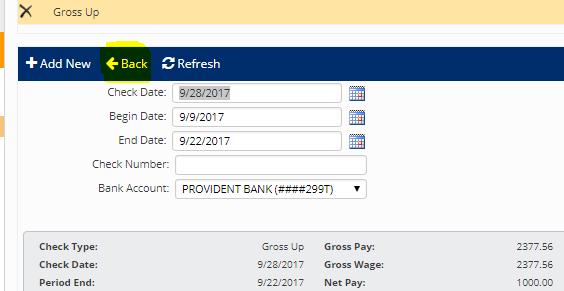 Gross Up
Add New Back Refresh
Check Date: 9/28/2017
Begin Date: 9/9/2017
End Date: 9/22/2017
Check Number:
Bank Account: PROVIDENT BANK (####299T)
Check Type: Gross Up Gross Pay: 2377.56
Check Date: 9/28/2017 Gross Wage: 2377.56
Period End: 9/22/2017 Net Pay: 1000.00